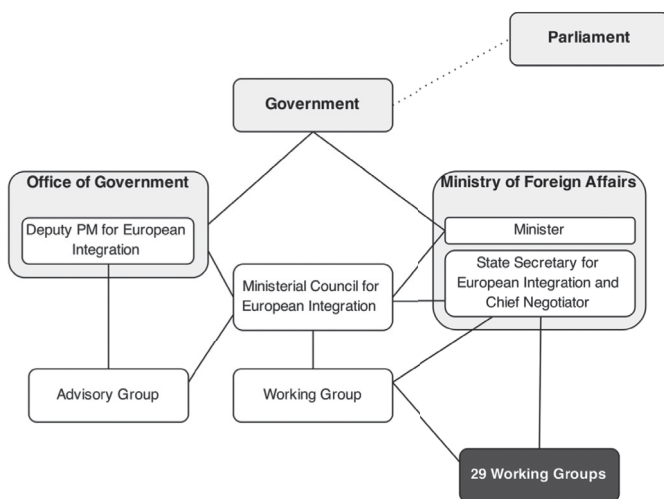 Parliament
Government
Office of Government
Deputy PM for European
Integration
Ministry of Foreign Affairs
Minister
State Secretary for
European Integration and
Chief Negotiator
Ministerial Council for
European Integration
Advisory Group
Working Group
29 Working Groups